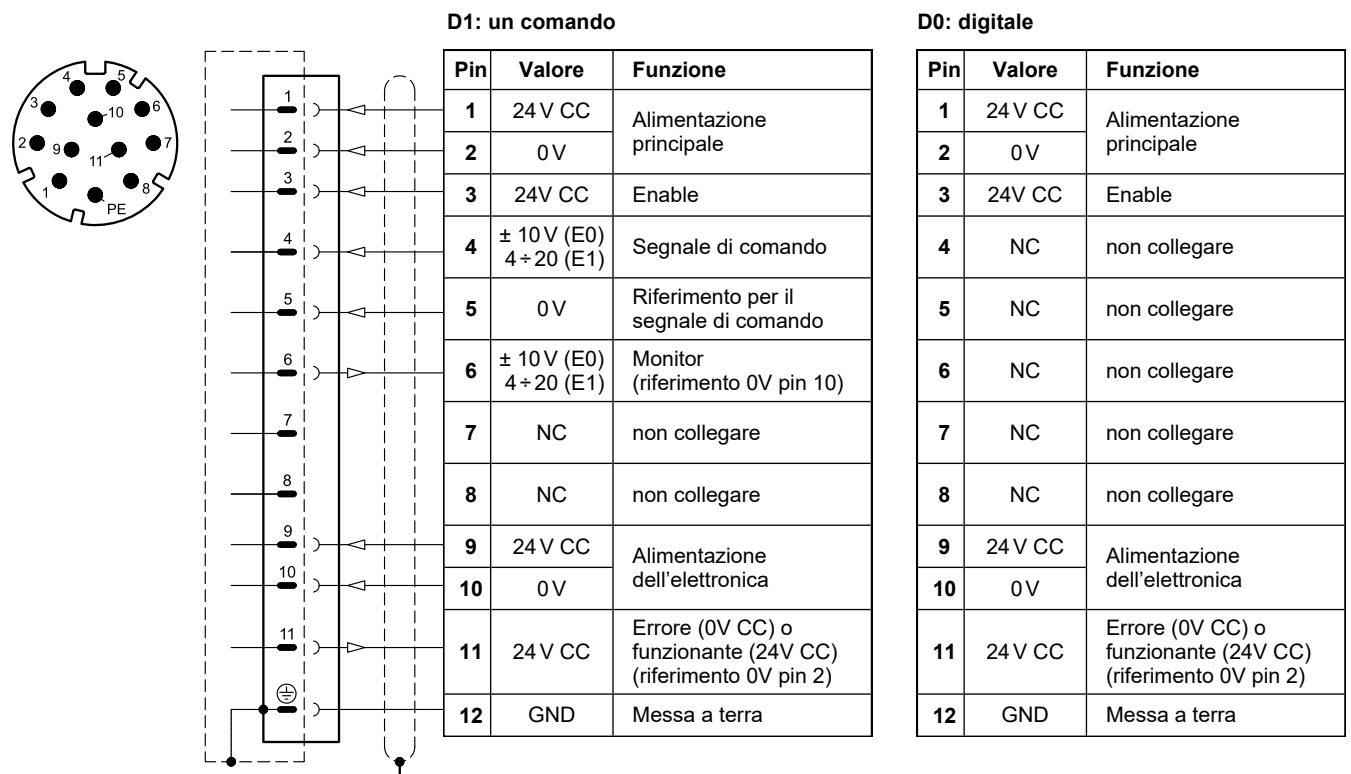 D1: un comando
D0: digitale
4 5
3 10 6
2 9 11 7
1 8
PE
1
2
3
4
5
6
7
8
9
10
11
Pin Valore Funzione
1 24 V CC Alimentazione
principale
2 0 V
3 24V CC Enable
4 ± 10 V (E0) Segnale di comando
4 ÷ 20 (E1)
5 0 V Riferimento per il
segnale di comando
6 ± 10 V (E0) Monitor
4 ÷ 20 (E1) (riferimento 0V pin 10)
7 NC non collegare
8 NC non collegare
9 24 V CC Alimentazione
dell'elettronica
10 0 V
11 24 V CC Errore (0V CC) o
funzionante (24V CC)
(riferimento 0V pin 2)
12 GND Messa a terra
Pin Valore Funzione
1 24 V CC Alimentazione
principale
2 0 V
3 24V CC Enable
4 NC non collegare
5 NC non collegare
6 NC non collegare
7 NC non collegare
8 NC non collegare
9 24 V CC Alimentazione
dell'elettronica
10 0 V
11 24 V CC Errore (0V CC) o
funzionante (24V CC)
(riferimento 0V pin 2)
12 GND Messa a terra